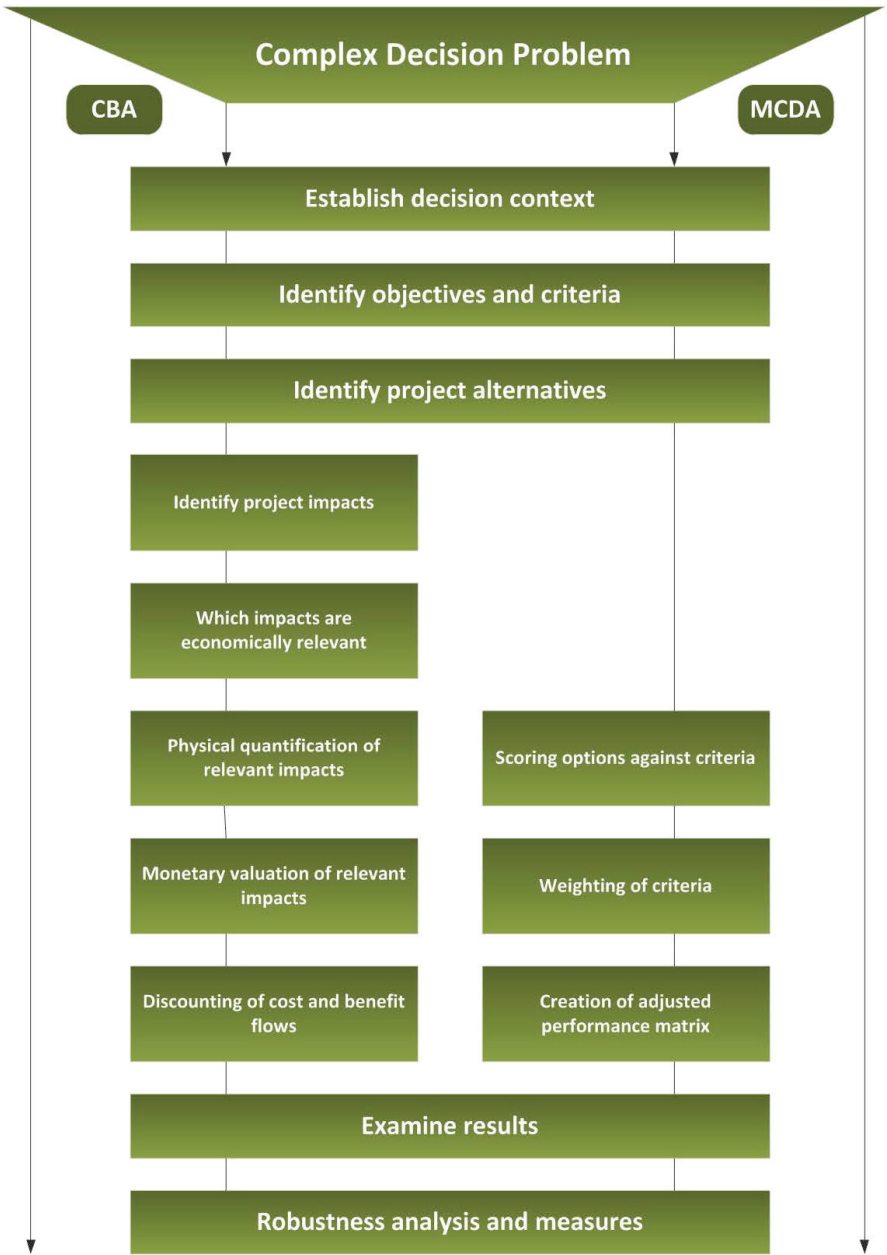 Complex Decision Problem
CBA
MCDA
Establish decision context
Identify objectives and criteria
Identify project alternatives
Identify project impacts
Which impacts are
economically relevant
Physical quantification of
relevant impacts
Scoring options against criteria
Monetary valuation of relevant
impacts
Weighting of criteria
Discounting of cost and benefit
flows
Creation of adjusted
performance matrix
Examine results
Robustness analysis and measures